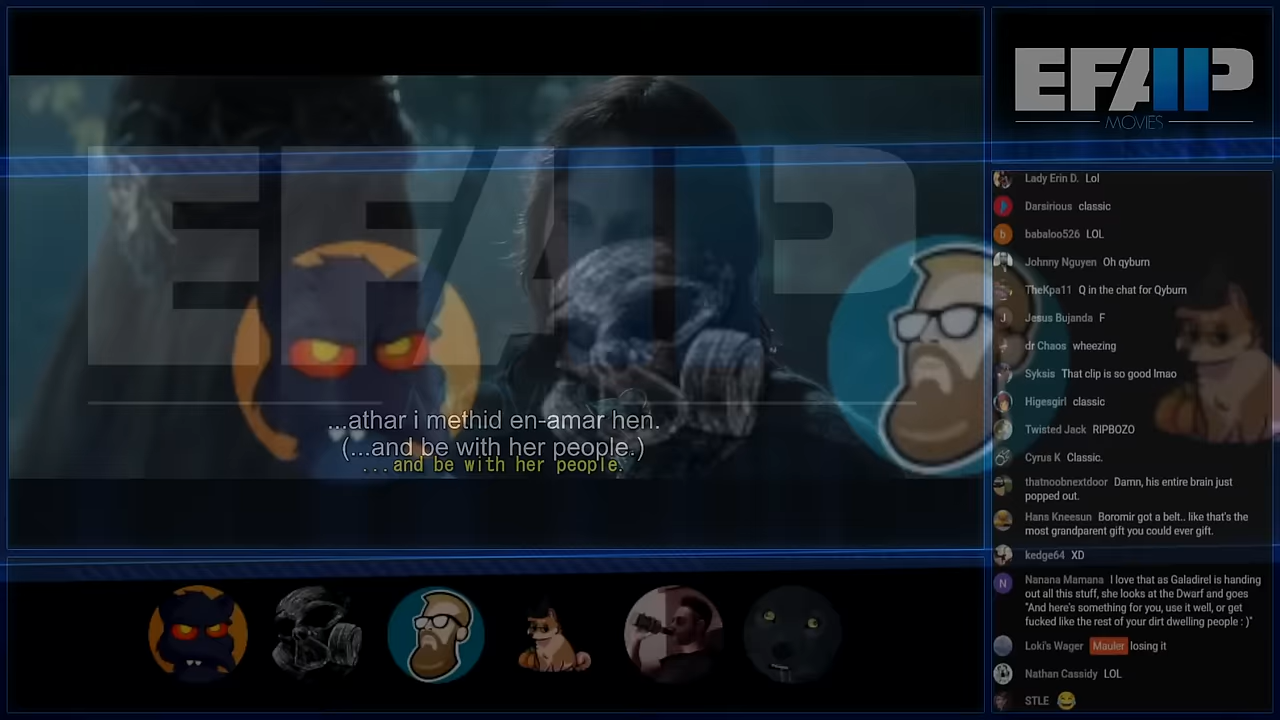 EFAP
...athar i methid en-amar hen.
(...and be with her people.)
...and be with her people.
EFAP
MOVIES
Lady Erin D. Lol
Darsirious classic
b babaloo526 LOL
Johnny Nguyen Oh qyburn
TheKpa11 Q in the chat for Qyburn
J Jesus Bujanda F
dr Chaos wheezing
Syksis That clip is so good lmao
Higesgirl classic
Twisted Jack RIPBOZO
Cyrus K Classic.
thatnoobnextdoor Damn, his entire brain just
popped out.
Hans Kneesun Boromir got a belt.. like that's the
most grandparent gift you could ever gift.
kedge64 XD
N Nanana Mamana I love that as Galadirel is handing
out all this stuff, she looks at the Dwarf and goes
"And here's something for you, use it well, or get
fucked like the rest of your dirt dwelling people : )"
Loki's Wager Mauler losing it
Nathan Cassidy LOL
STLE 😂